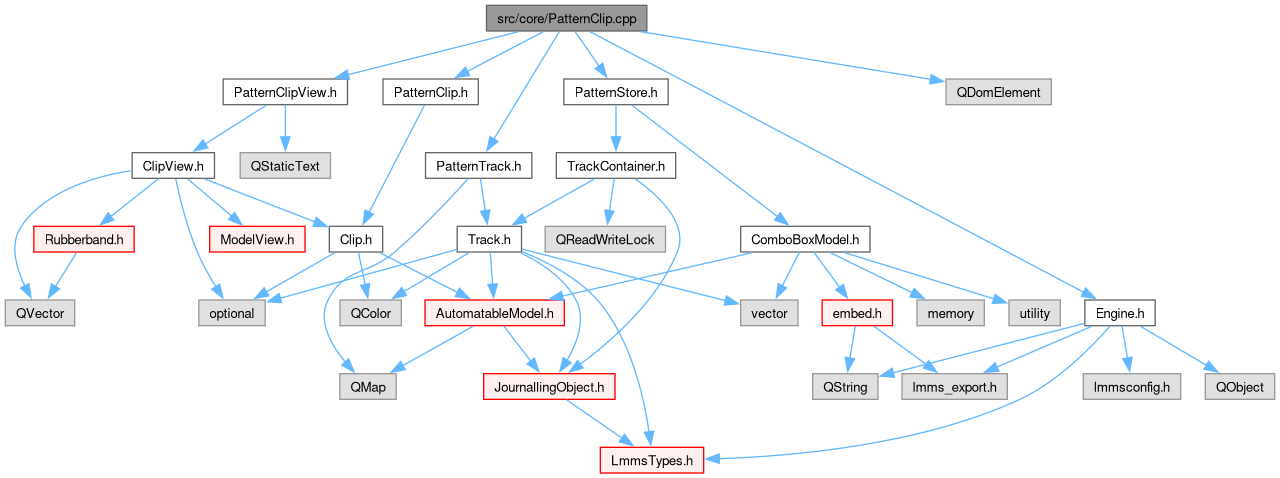 src/core/PatternClip.cpp
PatternClipView.h
PatternClip.h
PatternStore.h
QDomElement
ClipView.h
QStaticText
PatternTrack.h
TrackContainer.h
Rubberband.h
ModelView.h
Clip.h
Track.h
QReadWriteLock
ComboBoxModel.h
QVector
optional
QColor
AutomatableModel.h
vector
embed.h
memory
utility
Engine.h
QMap
JournallingObject.h
QString
lmms_export.h
lmmsconfig.h
QObject
LmmsTypes.h